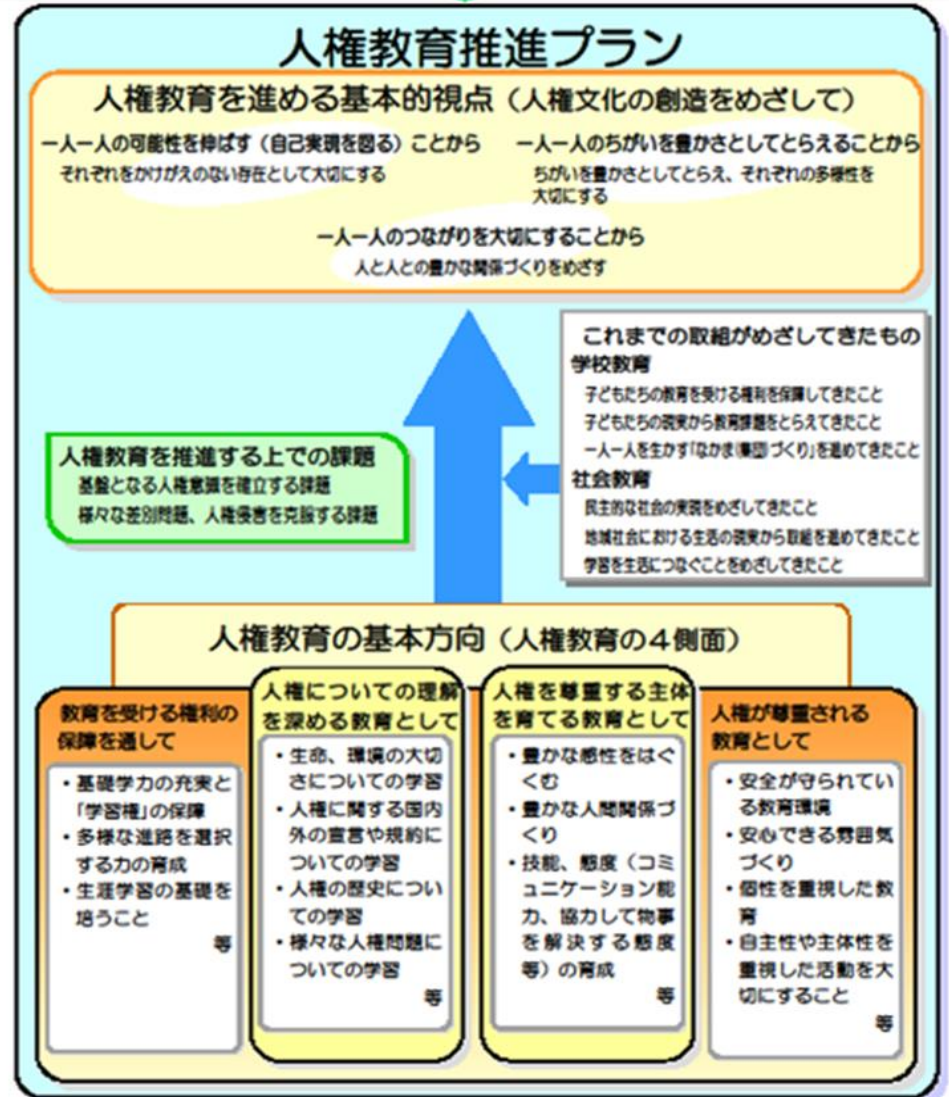 人権教育推進プラン
人権教育を進める基本的視点（人権文化の創造をめざして）
一人一人の可能性を伸ばす（自己実現を図る）ことから
それぞれをかけがえのない存在として大切にする
一人一人のちがいを豊かさとしてとらえることから
ちがいを豊かさとしてとらえ、それぞれの多様性を
大切にする
一人一人のつながりを大切にすることから
人と人との豊かな関係づくりをめざす
これまでの取組がめざしてきたもの
学校教育
子どもたちの教育を受ける権利を保障してきたこと
子どもたちの現実から教育課題をとらえてきたこと
一人一人を生かす「なかま（集団）づくり」を進めてきたこと
社会教育
民主的な社会の実現をめざしてきたこと
地域社会における生活の現実から取組を進めてきたこと
学習を生活につなぐことをめざしてきたこと
人権教育を推進する上での課題
基盤となる人権意識を確立する課題
様々な差別問題、人権侵害を克服する課題
人権教育の基本方向（人権教育の４側面）
教育を受ける権利の
保障を通して
・基礎学力の充実と
「学習権」の保障
・多様な進路を選択
する力の育成
・生涯学習の基礎を
培うこと
等
人権についての理解
を深める教育として
・生命、環境の大切
さについての学習
・人権に関する国内
外の宣言や規約に
ついての学習
・人権の歴史につい
ての学習
・様々な人権問題に
ついての学習
等
人権を尊重する主体
を育てる教育として
・豊かな感性をはぐ
くむ
・豊かな人間関係づ
くり
・技能、態度（コミ
ュニケーション能
力、協力して物事
を解決する態度
等）の育成
等
人権が尊重される
教育として
・安全が守られてい
る教育環境
・安心できる雰囲気
づくり
・個性を重視した教
育
・自主性や主体性を
重視した活動を大
切にすること
等